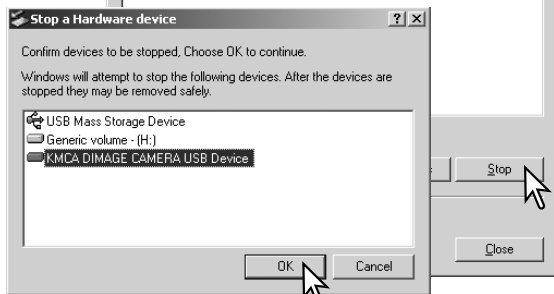 Stop a Hardware device
Confirm devices to be stopped, Choose OK to continue.
Windows will attempt to stop the following devices. After the devices are
stopped they may be removed safely.
USB Mass Storage Device
Generic volume - (H:)
KMCA DIMAGE CAMERA USB Device
Stop
OK
Cancel
Close